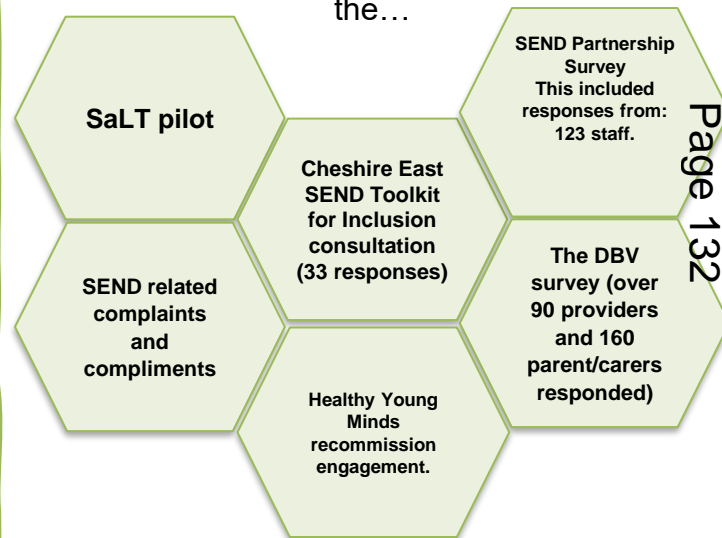 the…
SaLT pilot
SEND Partnership
Survey
This included
responses from:
123 staff.
Cheshire East
SEND Toolkit
for Inclusion
consultation
(33 responses)
SEND related
complaints
and
compliments
The DBV
survey (over
90 providers
and 160
parent/carers
responded)
Healthy Young
Minds
recommission
engagement.
Page 132